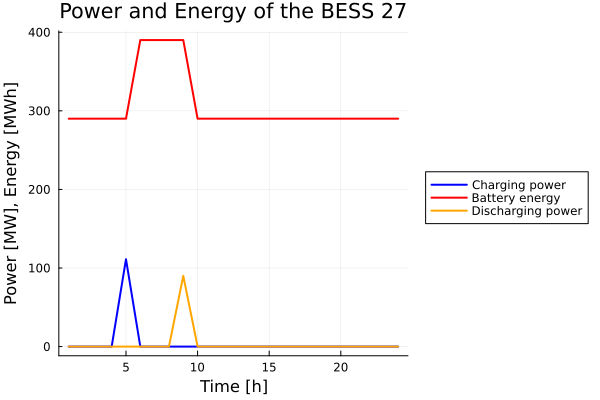 Power and Energy of the BESS 27
Power [MW], Energy [MWh]
400
300
200
100
0
5
10
15
20
Time [h]
Charging power
Battery energy
Discharging power